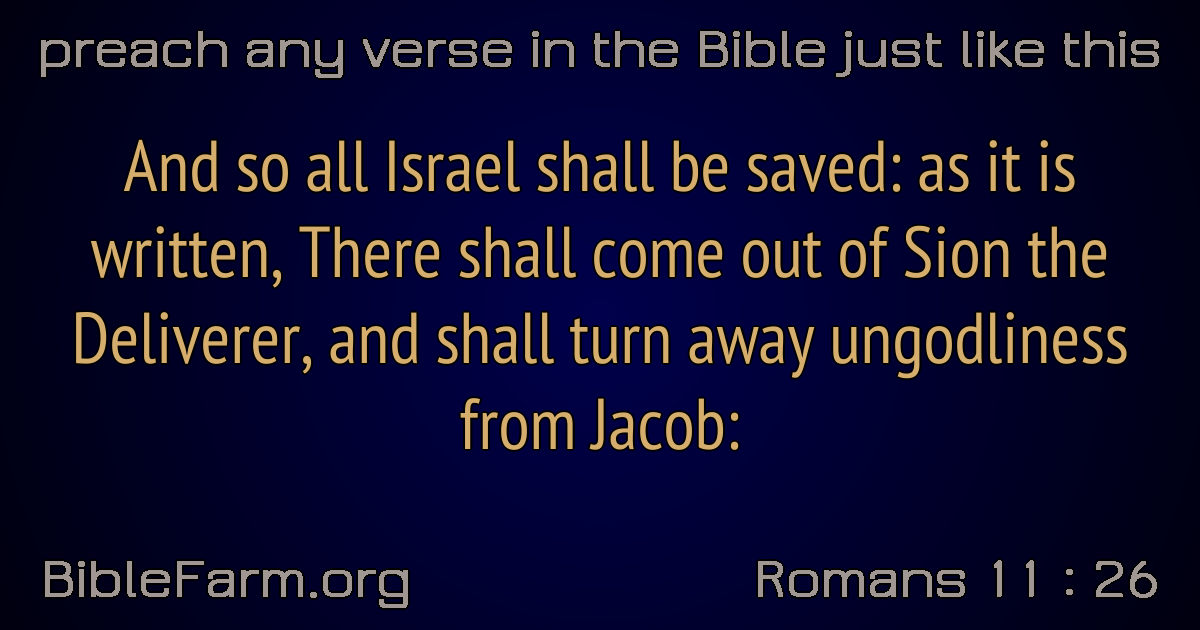 preach any verse in the Bible just like this
And so all Israel shall be saved: as it is
written, There shall come out of Sion the
Deliverer, and shall turn away ungodliness
from Jacob:
BibleFarm.org
Romans 11 : 26